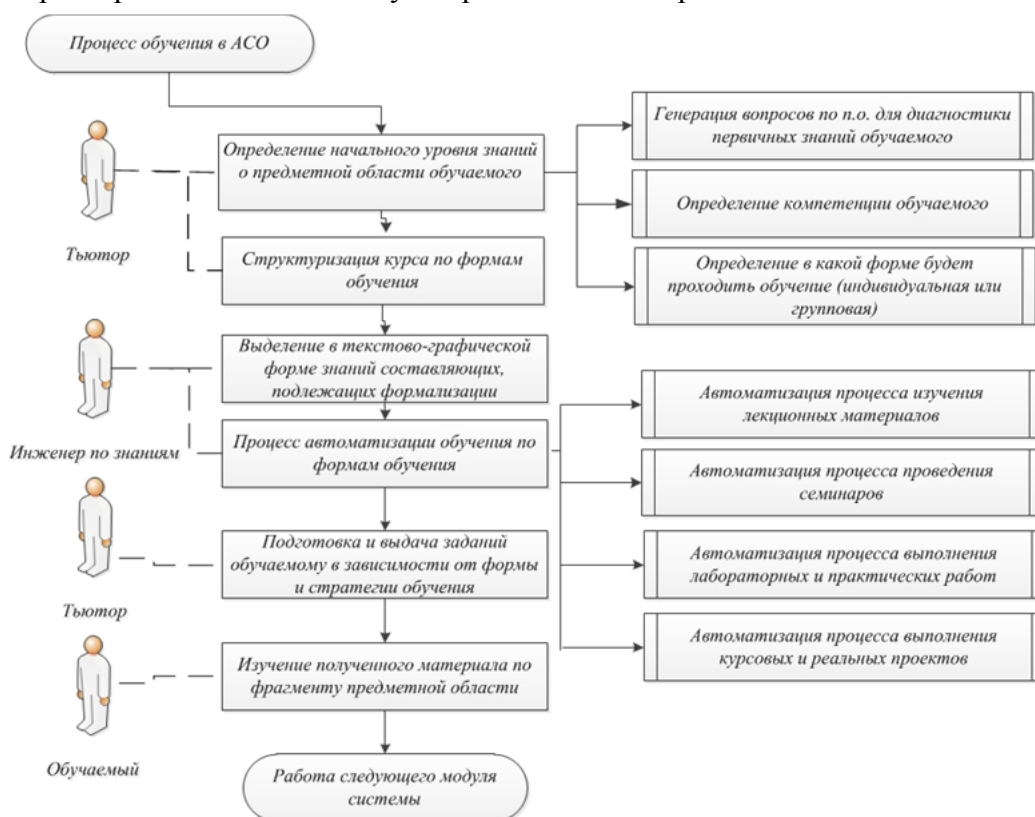 Процесс обучения в АСО
Определение начального уровня знаний
о предметной области обучаемого
Генерация вопросов по п.о. для диагностики
первичных знаний обучаемого
Определение компетенции обучаемого
Определение в какой форме будет
проходить обучение (индивидуальная или
групповая)
Тьютор
Структуризация курса по формам
обучения
Выделение в текстово-графической
форме знаний составляющих,
подлежащих формализации
Инженер по знаниям
Процесс автоматизации обучения по
формам обучения
Автоматизация процесса изучения
лекционных материалов
Автоматизация процесса проведения
семинаров
Автоматизация процесса выполнения
лабораторных и практических работ
Автоматизация процесса выполнения
курсовых и реальных проектов
Тьютор
Подготовка и выдача заданий
обучаемому в зависимости от формы
и стратегии обучения
Обучаемый
Изучение полученного материала по
фрагменту предметной области
Работа следующего модуля
системы